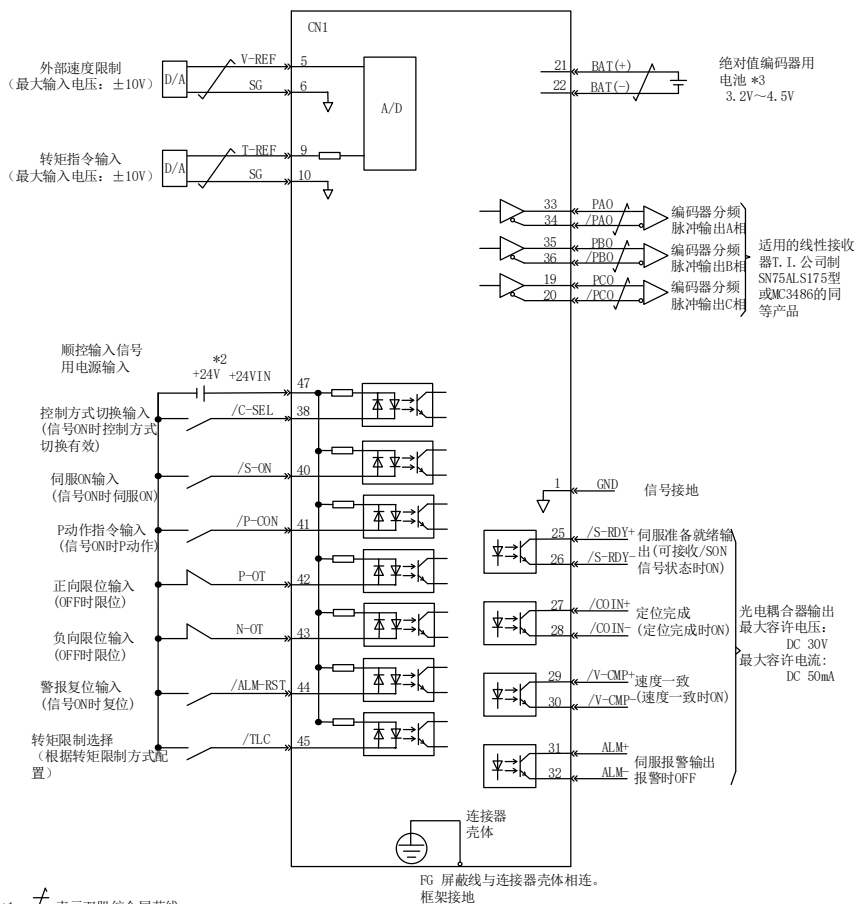 CN1
外部速度限制
（最大输入电压：±10V）
D/A
V-REF
5
SG
6
A/D
转矩指令输入
（最大输入电压：±10V）
D/A
T-REF
9
SG
10
21
BAT(+)
22
BAT(-)
绝对值编码器用
电池 *3
3.2V～4.5V
33
PAO
34
/PAO
编码器分频
脉冲输出A相
35
PBO
36
/PBO
编码器分频
脉冲输出B相
19
PCO
20
/PCO
编码器分频
脉冲输出C相
适用的线性接收
器T.I.公司制
SN75ALS175型
或MC3486的同
等产品
顺控输入信号
用电源输入
*2
+24V
+24VIN
47
控制方式切换输入
(信号ON时控制方式
切换有效)
/C-SEL
38
伺服ON输入
(信号ON时伺服ON)
/S-ON
40
P动作指令输入
(信号ON时P动作)
/P-CON
41
正向限位输入
(OFF时限位)
P-OT
42
负向限位输入
(OFF时限位)
N-OT
43
警报复位输入
(信号ON时复位)
/ALM-RST
44
转矩限制选择
（根据转矩限制方式配
置）
/TLC
45
1
GND
信号接地
25
/S-RDY+
26
/S-RDY-
伺服准备就绪输
出(可接收/SON
信号状态时ON)
27
/COIN+
28
/COIN-
定位完成
(定位完成时ON)
29
/V-CMP+
30
/V-CMP-
速度一致
(速度一致时ON)
31
ALM+
32
ALM-
伺服报警输出
报警时OFF
光电耦合器输出
最大容许电压：
DC 30V
最大容许电流：
DC 50mA
连接器
壳体
FG 屏蔽线与连接器壳体相连。
框架接地